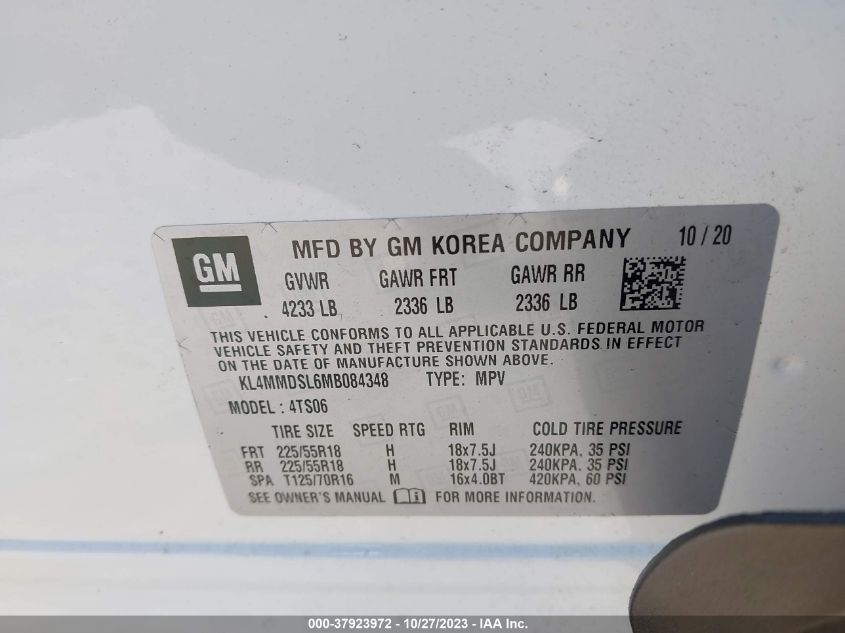 GM MFD BY GM KOREA COMPANY 10 / 20
GVWR GAWR FRT GAWR RR
4233 LB 2336 LB 2336 LB
THIS VEHICLE CONFORMS TO ALL APPLICABLE U.S. FEDERAL MOTOR
VEHICLE SAFETY AND THEFT PREVENTION STANDARDS IN EFFECT
ON THE DATE OF MANUFACTURE SHOWN ABOVE.
KL4MMDSL6MB084348 TYPE: MPV
MODEL : 4TS06
TIRE SIZE SPEED RTG RIM COLD TIRE PRESSURE
FRT 225/55R18 H 18x7.5J 240KPA, 35 PSI
RR 225/55R18 H 18x7.5J 240KPA, 35 PSI
SPA T125/70R16 M 16x4.0BT 420KPA, 60 PSI
SEE OWNER'S MANUAL FOR MORE INFORMATION.
000-37923972 - 10/27/2023 - IAA Inc.